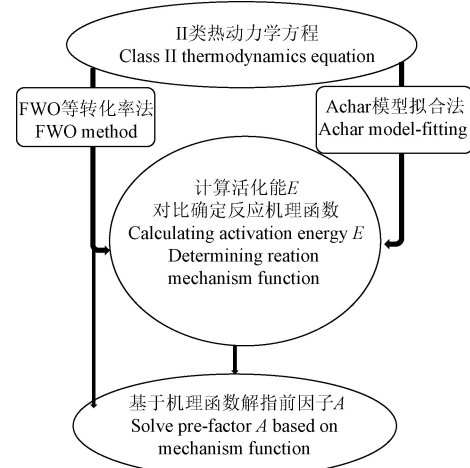 II类热动力学方程
Class II thermodynamics equation
FWO等转化率法
FWO method
Achar模型拟合法
Achar model-fitting
计算活化能E
对比确定反应机理函数
Calculating activation energy E
Determining reation
mechanism function
基于机理函数解指前因子A
Solve pre-factor A based on
mechanism function